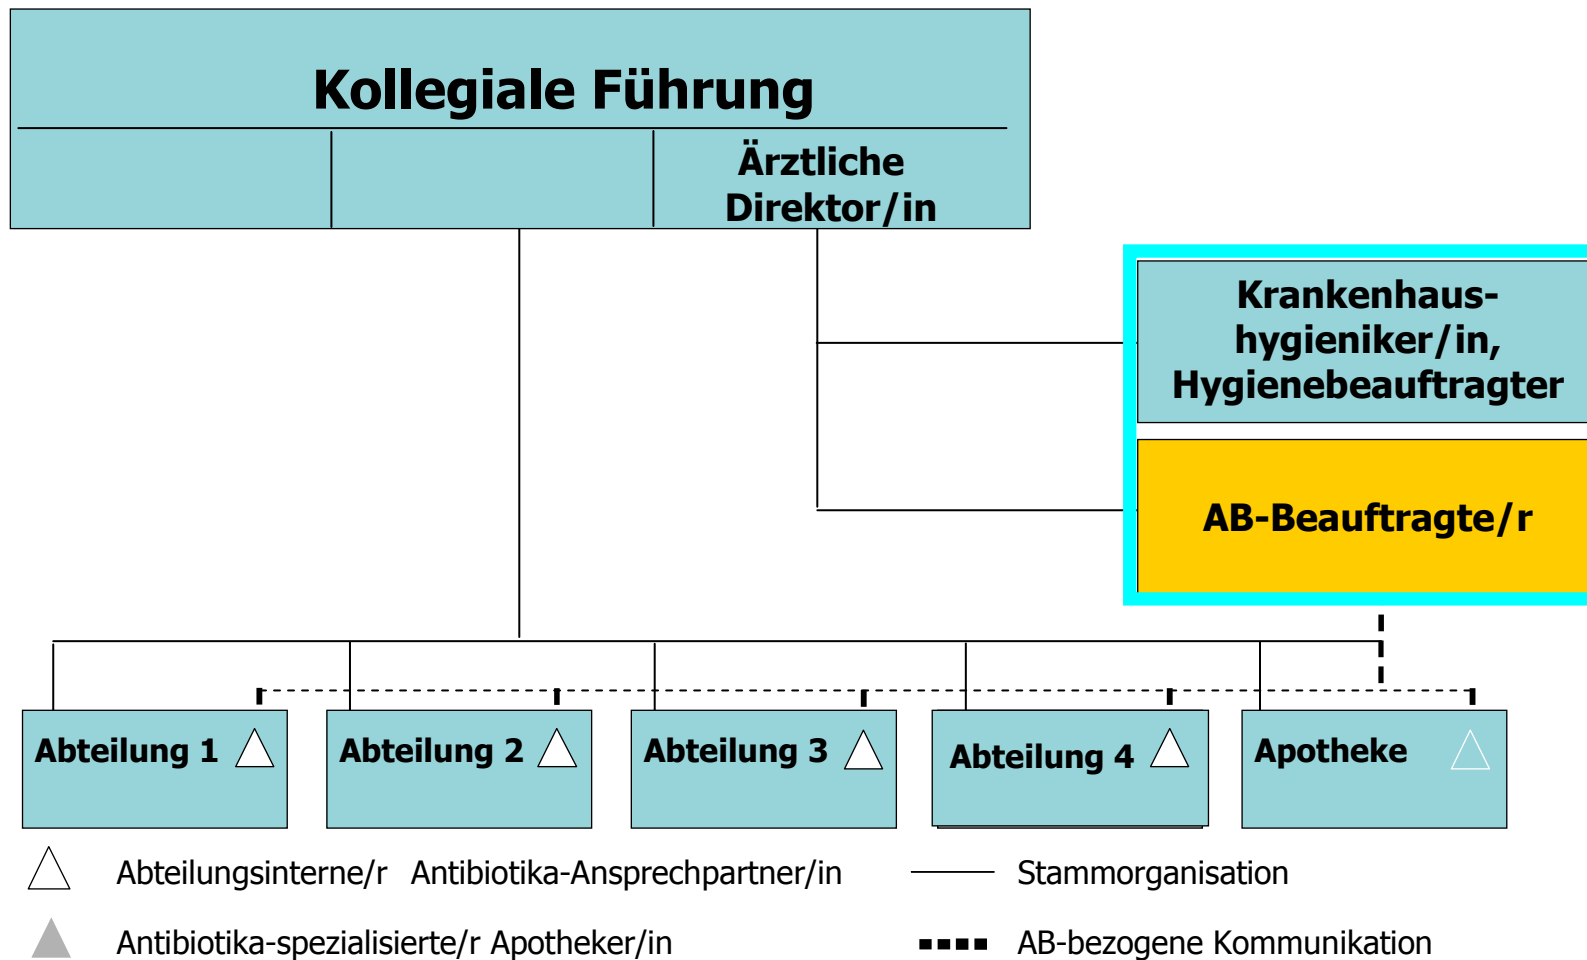 Kollegiale Führung
Ärztliche
Direktor/in
Krankenhaus-
hygieniker/in,
Hygienebeauftragter
AB-Beauftragte/r
Abteilung 1
Abteilung 2
Abteilung 3
Abteilung 4
Apotheke
Abteilungsinterne/r Antibiotika-Ansprechpartner/in
Stammorganisation
Antibiotika-spezialisierte/r Apotheker/in
AB-bezogene Kommunikation